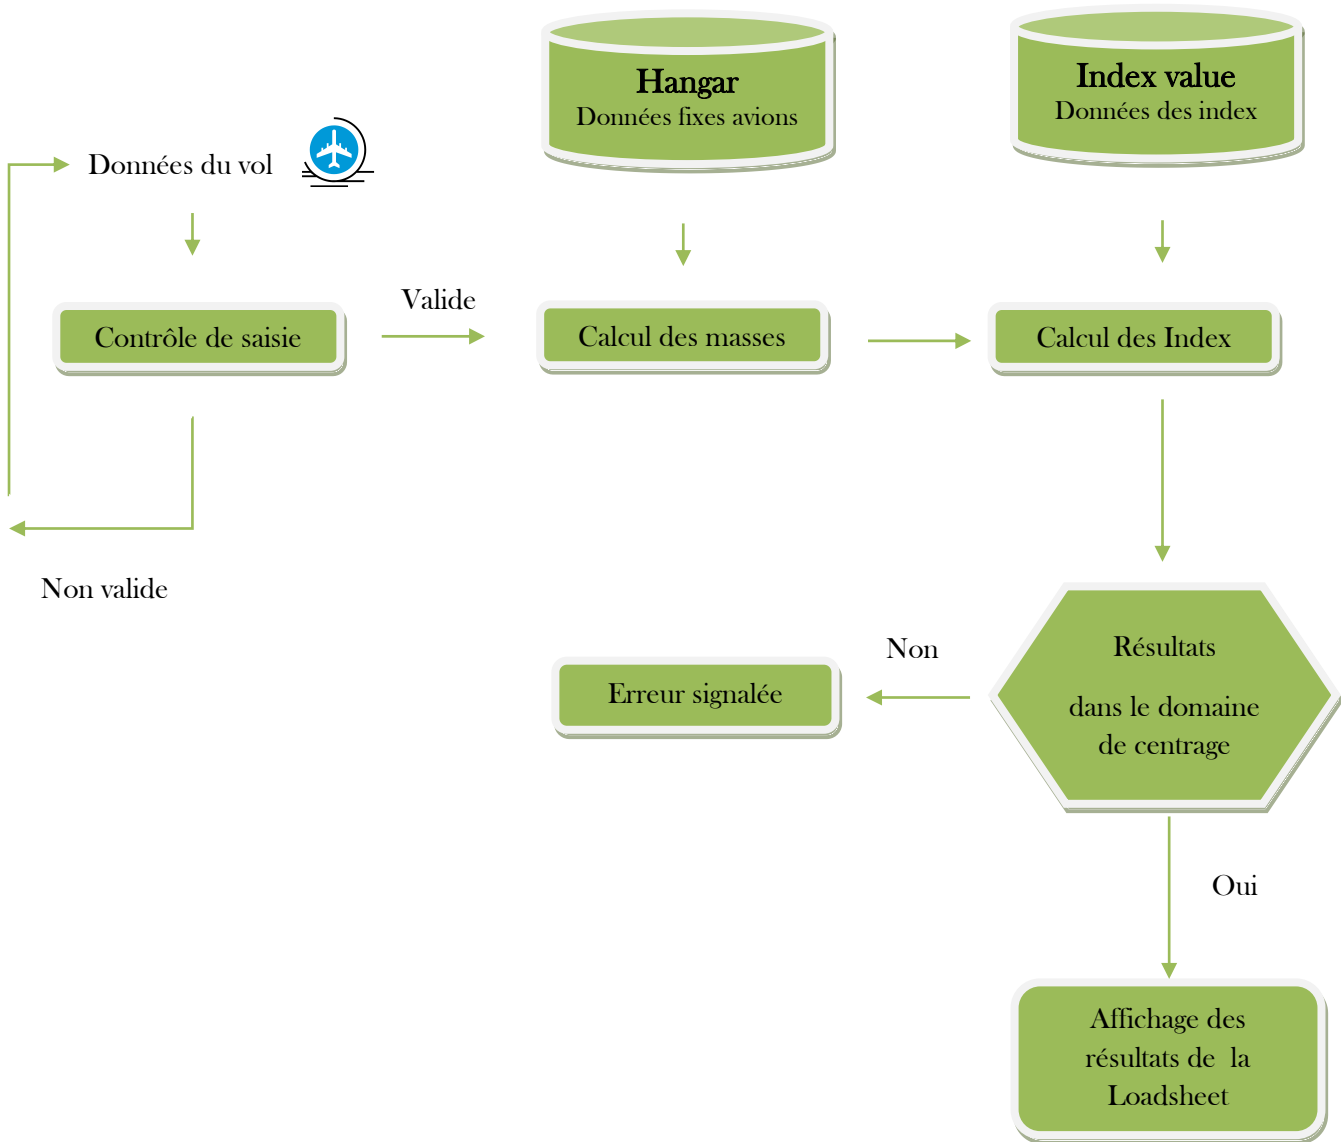 Hangar
Données fixes avions
Index value
Données des index
Données du vol
Valide
Contrôle de saisie
Calcul des masses
Calcul des Index
Non valide
Non
Erreur signalée
Résultats
dans le domaine
de centrage
Oui
Affichage des
résultats de la
Loadsheet